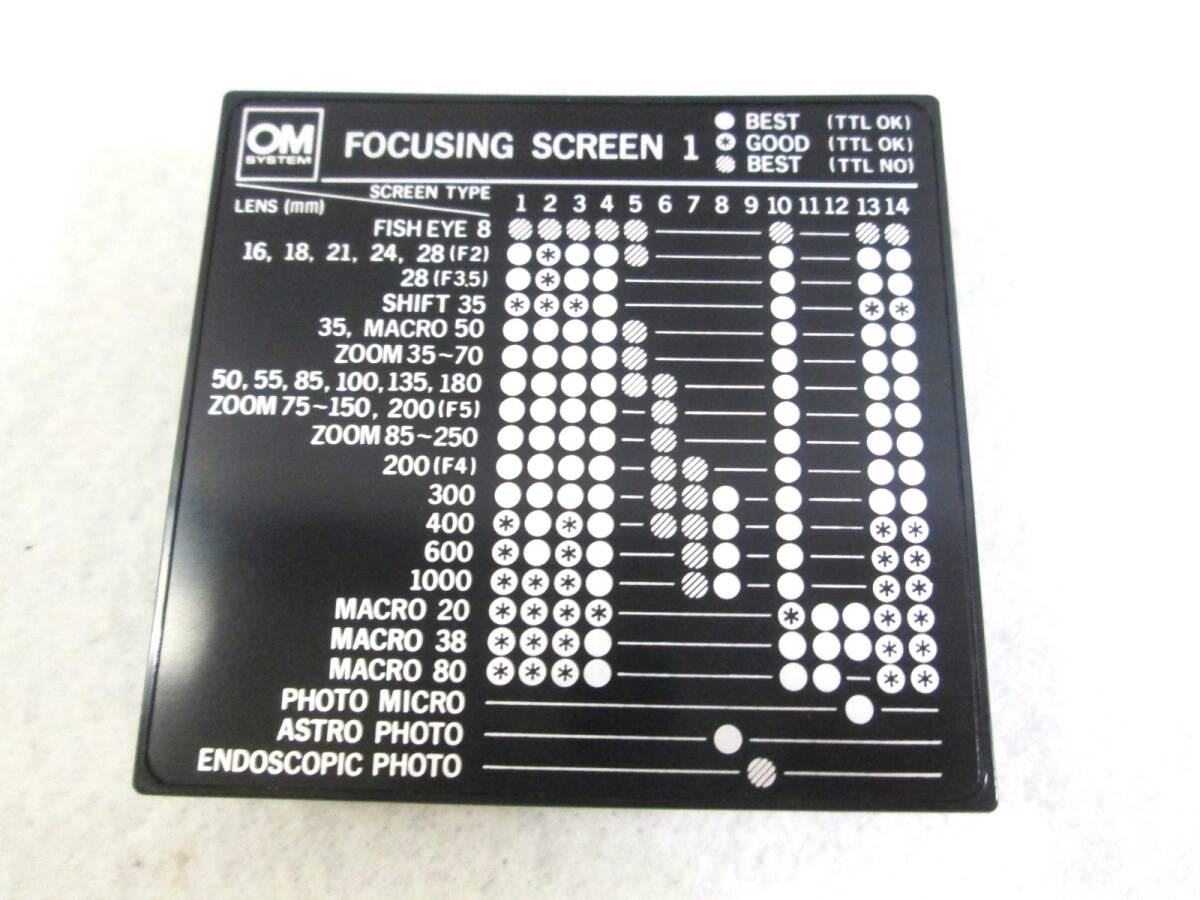 OM
SYSTEM
FOCUSING SCREEN 1
BEST (TTL OK)
GOOD (TTL OK)
BEST (TTL NO)
SCREEN TYPE
LENS (mm)
1 2 3 4 5 6 7 8 9 10 11 12 13 14
FISH EYE 8
16, 18, 21, 24, 28 (F2)
28 (F3.5)
SHIFT 35
35, MACRO 50
ZOOM 35~70
50, 55, 85, 100, 135, 180
ZOOM 75~150, 200 (F5)
ZOOM 85~250
200 (F4)
300
400
600
1000
MACRO 20
MACRO 38
MACRO 80
PHOTO MICRO
ASTRO PHOTO
ENDOSCOPIC PHOTO